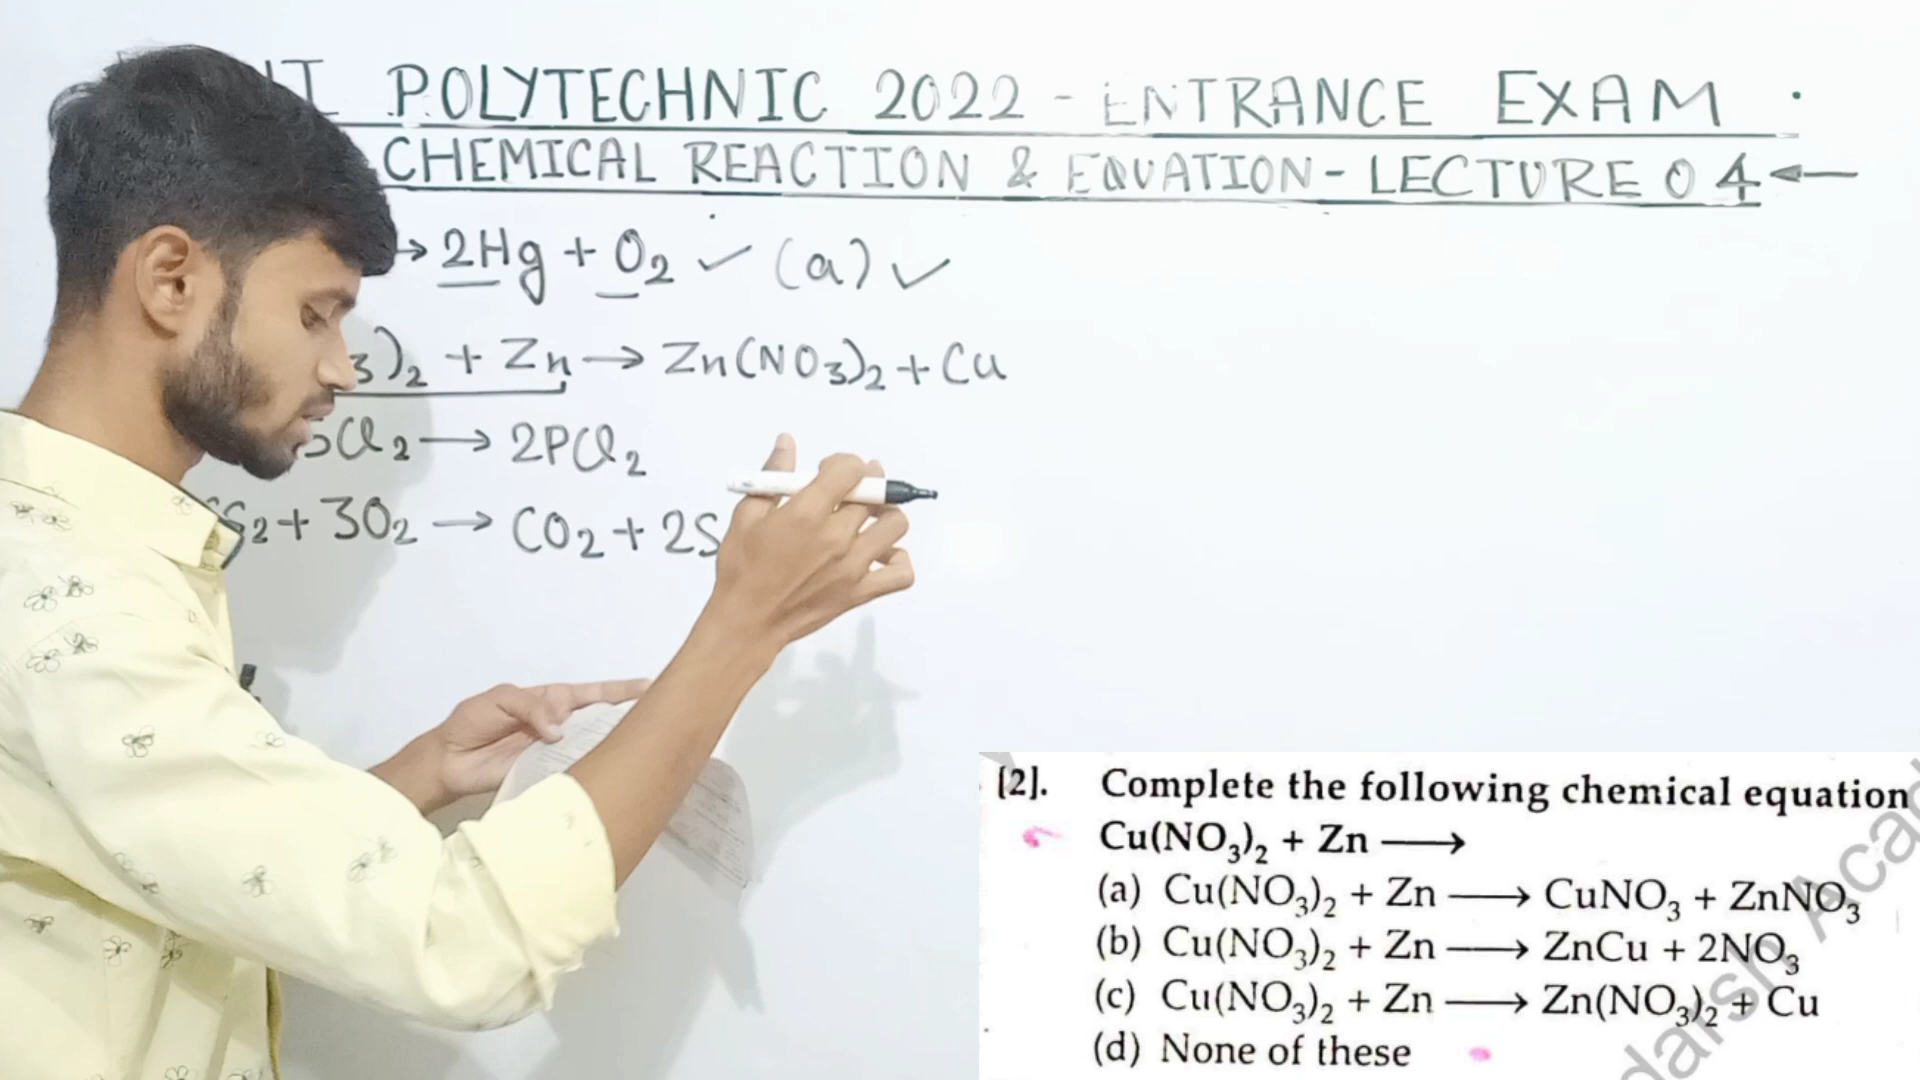 POLYTECHNIC 2022 - ENTRANCE EXAM .
CHEMICAL REACTION & EQUATION - LECTURE 04 ←
→ 2Hg + O₂ ✓ (a) ✓
₃)₂ + Zn → Zn(NO₃)₂ + Cu
Cl₂ → 2PCl₂
S₂ + 3O₂ → CO₂ + 2S
[2]. Complete the following chemical equation
Cu(NO₃)₂ + Zn ⟶
(a) Cu(NO₃)₂ + Zn ⟶ CuNO₃ + ZnNO₃
(b) Cu(NO₃)₂ + Zn ⟶ ZnCu + 2NO₃
(c) Cu(NO₃)₂ + Zn ⟶ Zn(NO₃)₂ + Cu
(d) None of these